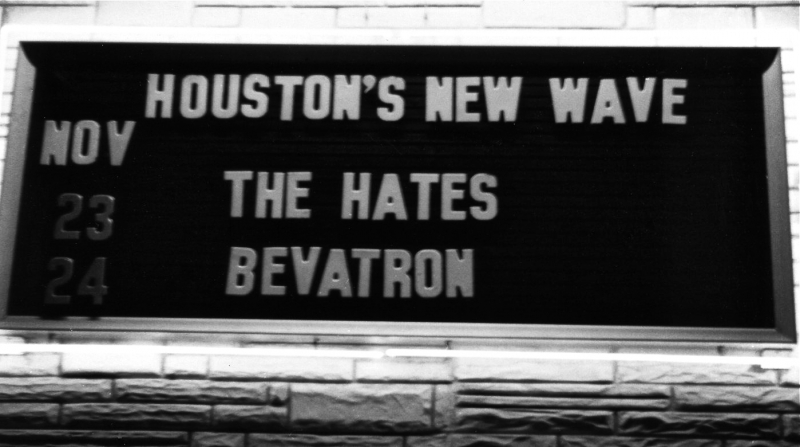 HOUSTON'S NEW WAVE
NOV
23 THE HATES
24 BEVATRON